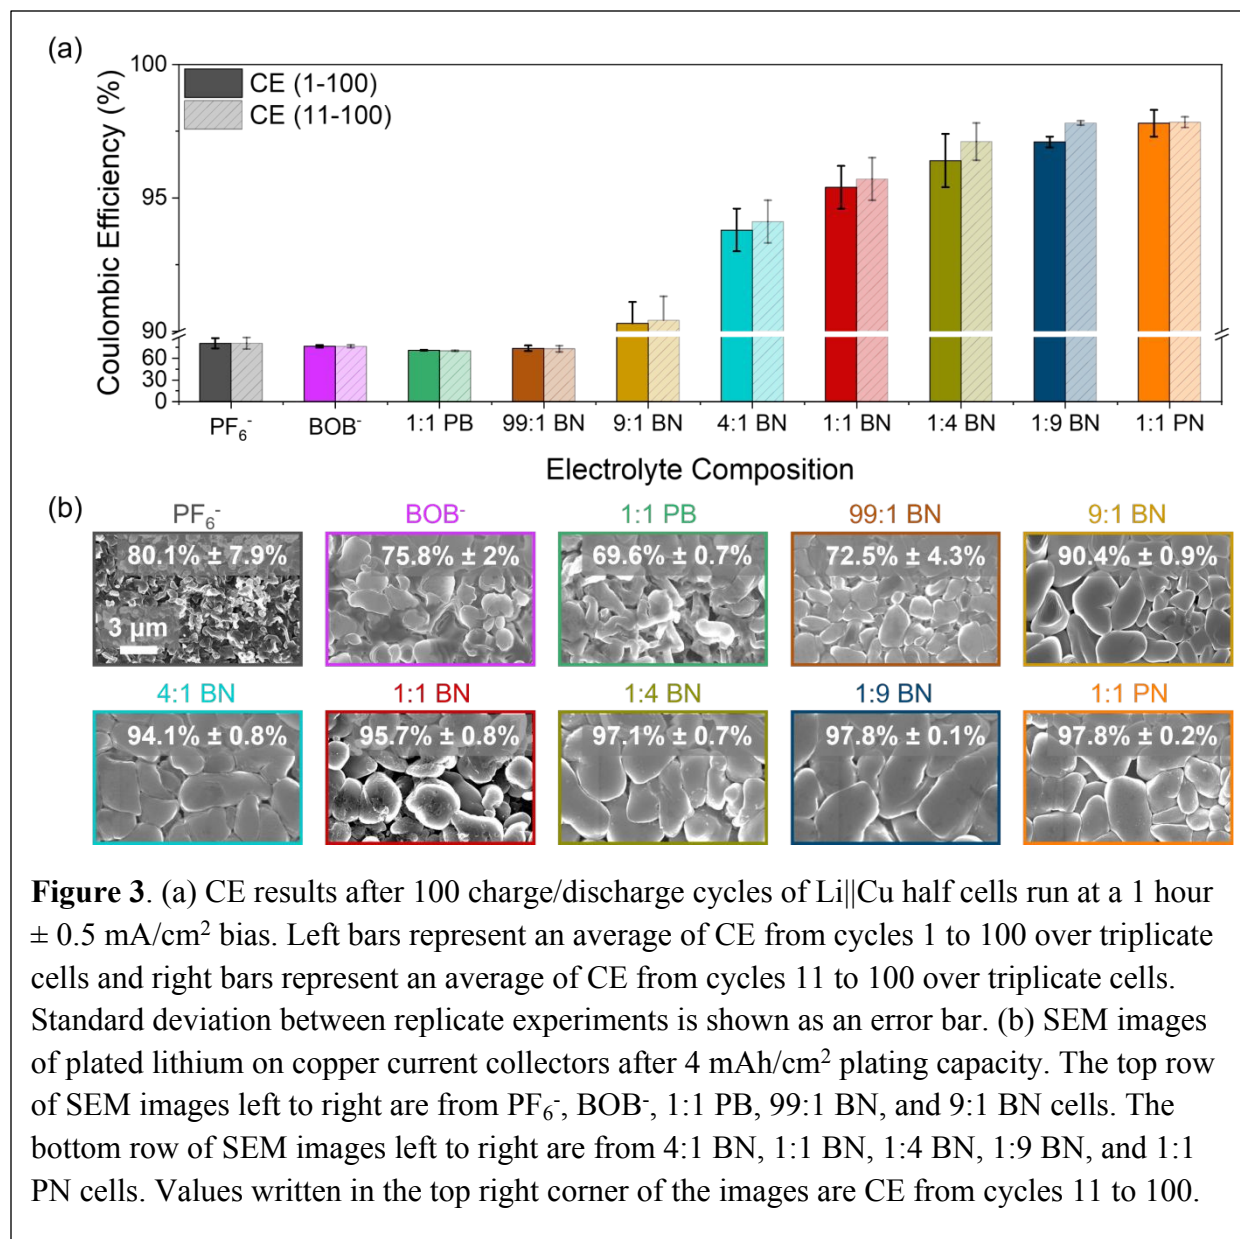 (a)
100
95
90
60
30
0
Coulombic Efficiency (%)
CE (1-100)
CE (11-100)
PF₆⁻ BOB⁻ 1:1 PB 99:1 BN 9:1 BN 4:1 BN 1:1 BN 1:4 BN 1:9 BN 1:1 PN
Electrolyte Composition
(b)
PF₆⁻ BOB⁻ 1:1 PB 99:1 BN 9:1 BN
80.1% ± 7.9% 75.8% ± 2% 69.6% ± 0.7% 72.5% ± 4.3% 90.4% ± 0.9%
3 µm
4:1 BN 1:1 BN 1:4 BN 1:9 BN 1:1 PN
94.1% ± 0.8% 95.7% ± 0.8% 97.1% ± 0.7% 97.8% ± 0.1% 97.8% ± 0.2%
Figure 3. (a) CE results after 100 charge/discharge cycles of Li||Cu half cells run at a 1 hour
± 0.5 mA/cm² bias. Left bars represent an average of CE from cycles 1 to 100 over triplicate
cells and right bars represent an average of CE from cycles 11 to 100 over triplicate cells.
Standard deviation between replicate experiments is shown as an error bar. (b) SEM images
of plated lithium on copper current collectors after 4 mAh/cm² plating capacity. The top row
of SEM images left to right are from PF₆⁻, BOB⁻, 1:1 PB, 99:1 BN, and 9:1 BN cells. The
bottom row of SEM images left to right are from 4:1 BN, 1:1 BN, 1:4 BN, 1:9 BN, and 1:1
PN cells. Values written in the top right corner of the images are CE from cycles 11 to 100.